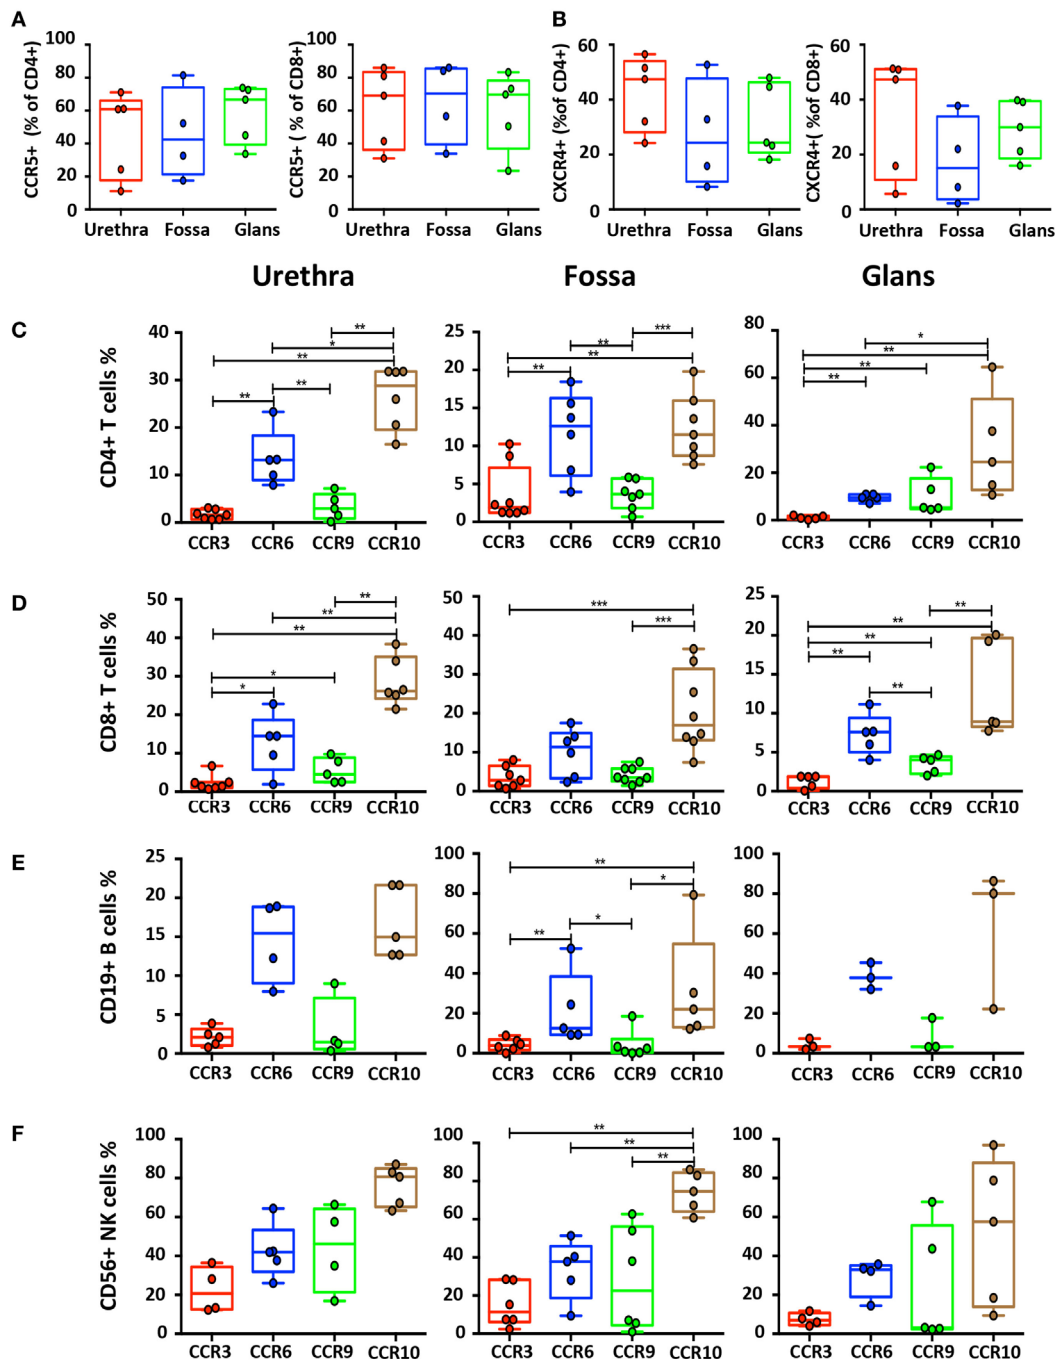 A
B
CCR5+ (% of CD4+)
100
80
60
40
20
0
Urethra Fossa Glans
CCR5+ ( % of CD8+)
100
80
60
40
20
0
Urethra Fossa Glans
CXCR4+ (%of CD4+)
60
40
20
0
Urethra Fossa Glans
CXCR4+( %of CD8+)
60
40
20
0
Urethra Fossa Glans
Urethra Fossa Glans
C
CD4+ T cells %
40
30
20
10
0
** * ** ** **
CCR3 CCR6 CCR9 CCR10
25
20
15
10
5
0
*** ** ** **
CCR3 CCR6 CCR9 CCR10
80
60
40
20
0
* ** ** **
CCR3 CCR6 CCR9 CCR10
D
CD8+ T cells %
50
40
30
20
10
0
** ** ** * *
CCR3 CCR6 CCR9 CCR10
50
40
30
20
10
0
*** ***
CCR3 CCR6 CCR9 CCR10
25
20
15
10
5
0
** ** ** ** **
CCR3 CCR6 CCR9 CCR10
E
CD19+ B cells %
25
20
15
10
5
0
CCR3 CCR6 CCR9 CCR10
100
80
60
40
20
0
** * * **
CCR3 CCR6 CCR9 CCR10
100
80
60
40
20
0
CCR3 CCR6 CCR9 CCR10
F
CD56+ NK cells %
100
80
60
40
20
0
CCR3 CCR6 CCR9 CCR10
100
80
60
40
20
0
** ** **
CCR3 CCR6 CCR9 CCR10
100
80
60
40
20
0
CCR3 CCR6 CCR9 CCR10